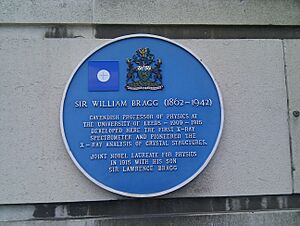 SIR WILLIAM BRAGG (1862-1942)
CAVENDISH PROFESSOR OF PHYSICS AT
THE UNIVERSITY OF LEEDS - 1909 - 1915
DEVELOPED HERE THE FIRST X-RAY
SPECTROMETER AND PIONEERED THE
X-RAY ANALYSIS OF CRYSTAL STRUCTURES.
JOINT NOBEL LAUREATE FOR PHYSICS
IN 1915 WITH HIS SON
SIR LAWRENCE BRAGG